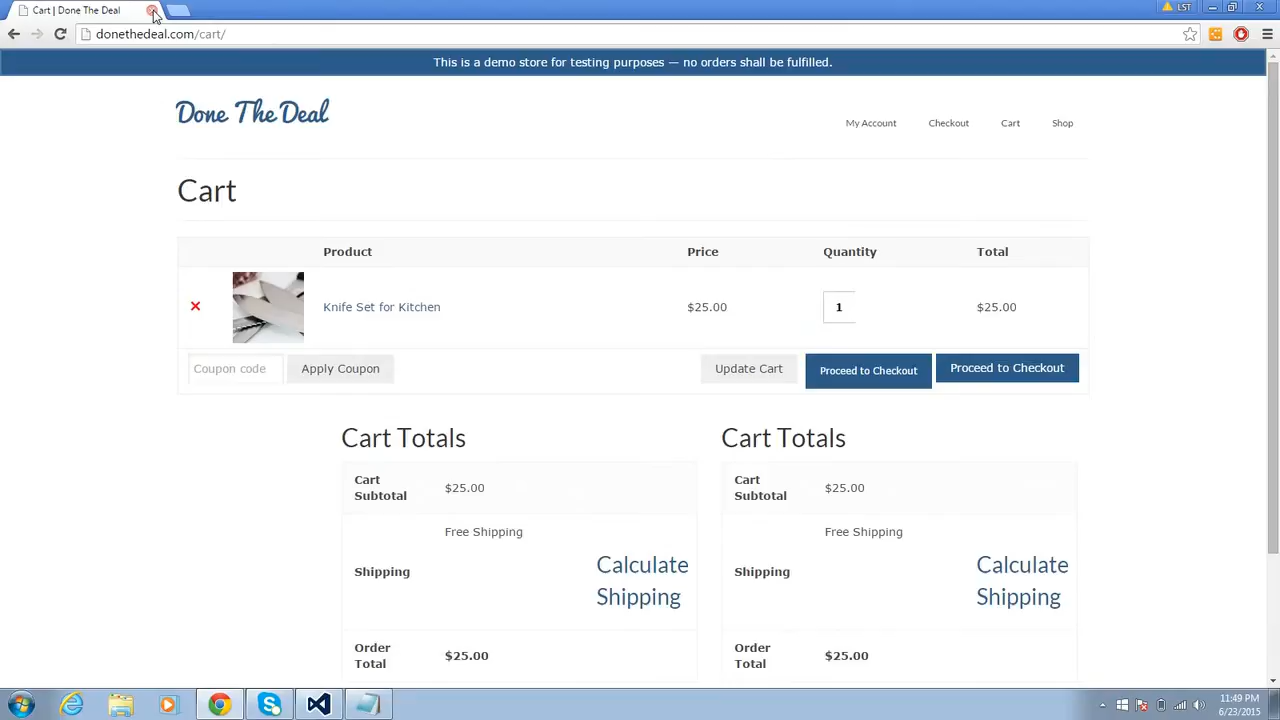 Cart | Done The Deal
LST
donethedeal.com/cart/
This is a demo store for testing purposes — no orders shall be fulfilled.
Done The Deal
My Account Checkout Cart Shop
Cart
Product Price Quantity Total
Knife Set for Kitchen $25.00 1 $25.00
Coupon code Apply Coupon Update Cart Proceed to Checkout Proceed to Checkout
Cart Totals
Cart
Subtotal
$25.00
Free Shipping
Shipping
Calculate
Shipping
Order
Total
$25.00
Cart Totals
Cart
Subtotal
$25.00
Free Shipping
Shipping
Calculate
Shipping
Order
Total
$25.00
11:49 PM
6/23/2015